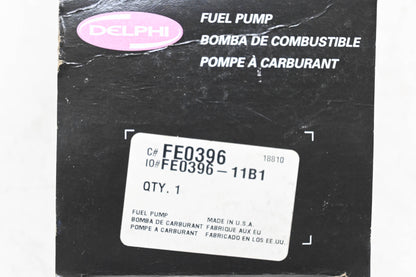 DELPHI
FUEL PUMP
BOMBA DE COMBUSTIBLE
POMPE À CARBURANT
C# FE0396 18810
IO# FE0396-11B1
QTY. 1
FUEL PUMP MADE IN U.S.A.
BOMBA DE CARBURANT FABRIQUE AUX EU
POMPE À CARBURANT FABRICADO EN LOS EE.UU.